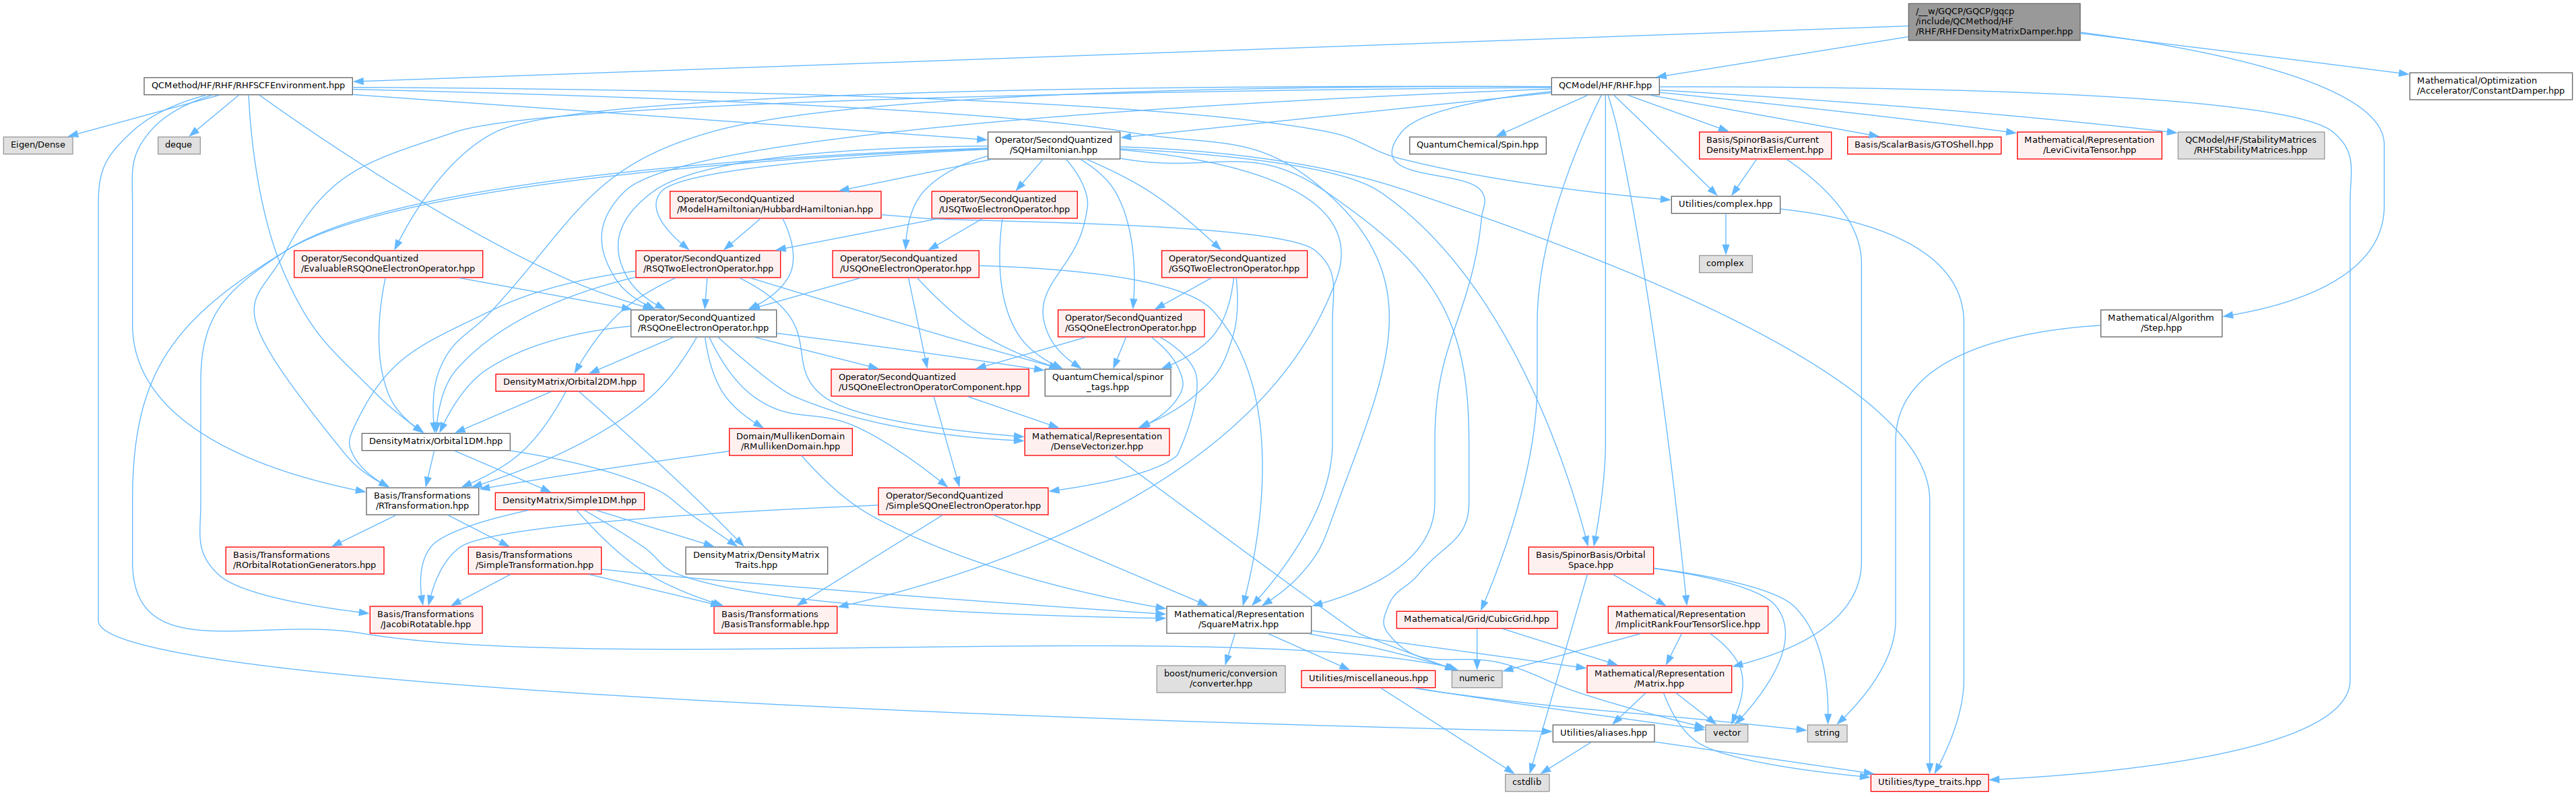 /__w/GQCP/GQCP/gqcp
/include/QCMethod/HF
/RHF/RHFDensityMatrixDamper.hpp
QCMethod/HF/RHF/RHFSCFEnvironment.hpp
QCModel/HF/RHF.hpp
Mathematical/Optimization
/Accelerator/ConstantDamper.hpp
Eigen/Dense
deque
Operator/SecondQuantized
/SQHamiltonian.hpp
QuantumChemical/Spin.hpp
Basis/SpinorBasis/Current
DensityMatrixElement.hpp
Basis/ScalarBasis/GTOShell.hpp
Mathematical/Representation
/LeviCivitaTensor.hpp
QCModel/HF/StabilityMatrices
/RHFStabilityMatrices.hpp
Operator/SecondQuantized
/ModelHamiltonian/HubbardHamiltonian.hpp
Operator/SecondQuantized
/USQTwoElectronOperator.hpp
Utilities/complex.hpp
Operator/SecondQuantized
/EvaluableRSQOneElectronOperator.hpp
Operator/SecondQuantized
/RSQTwoElectronOperator.hpp
Operator/SecondQuantized
/USQOneElectronOperator.hpp
Operator/SecondQuantized
/GSQTwoElectronOperator.hpp
complex
Operator/SecondQuantized
/RSQOneElectronOperator.hpp
Operator/SecondQuantized
/GSQOneElectronOperator.hpp
Mathematical/Algorithm
/Step.hpp
DensityMatrix/Orbital2DM.hpp
Operator/SecondQuantized
/USQOneElectronOperatorComponent.hpp
QuantumChemical/spinor
_tags.hpp
DensityMatrix/Orbital1DM.hpp
Domain/MullikenDomain
/RMullikenDomain.hpp
Mathematical/Representation
/DenseVectorizer.hpp
Basis/Transformations
/RTransformation.hpp
DensityMatrix/Simple1DM.hpp
Operator/SecondQuantized
/SimpleSQOneElectronOperator.hpp
Basis/Transformations
/ROrbitalRotationGenerators.hpp
Basis/Transformations
/SimpleTransformation.hpp
DensityMatrix/DensityMatrix
Traits.hpp
Basis/SpinorBasis/Orbital
Space.hpp
Basis/Transformations
/JacobiRotatable.hpp
Basis/Transformations
/BasisTransformable.hpp
Mathematical/Representation
/SquareMatrix.hpp
Mathematical/Grid/CubicGrid.hpp
Mathematical/Representation
/ImplicitRankFourTensorSlice.hpp
boost/numeric/conversion
/converter.hpp
Utilities/miscellaneous.hpp
numeric
Mathematical/Representation
/Matrix.hpp
Utilities/aliases.hpp
vector
string
cstdlib
Utilities/type_traits.hpp